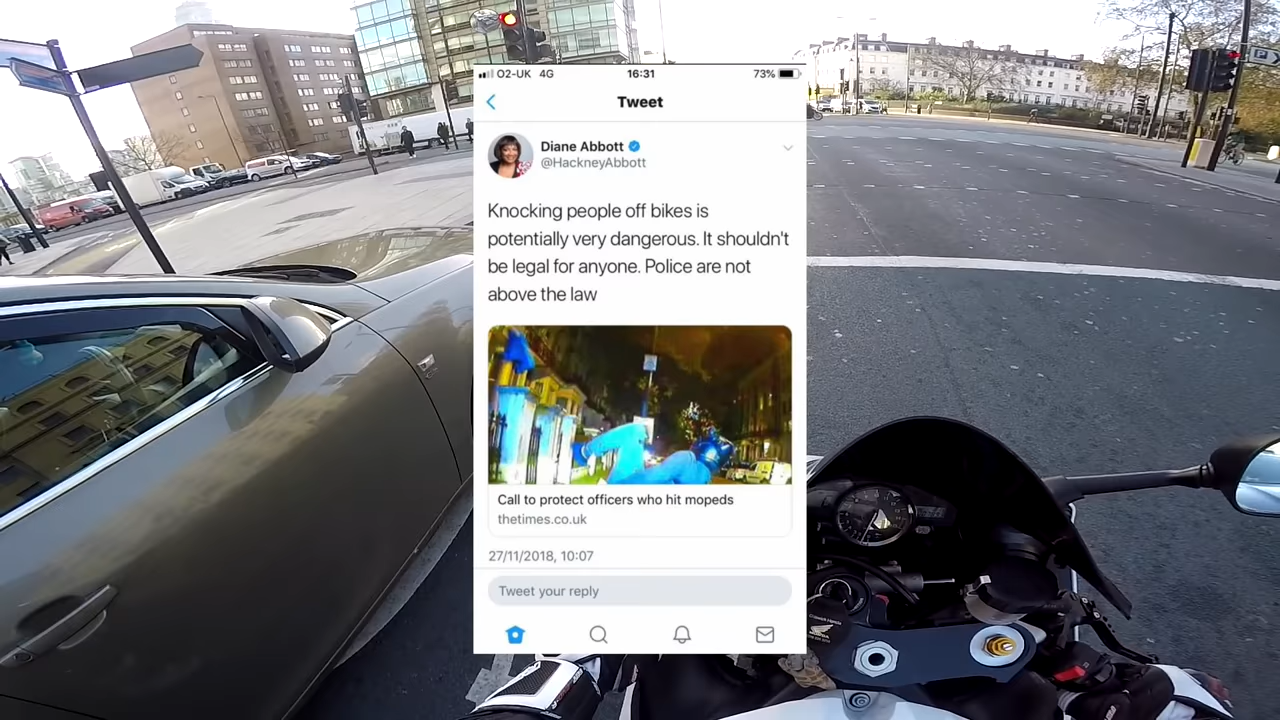 O2-UK 4G 16:31 73%
Tweet
Diane Abbott
@HackneyAbbott
Knocking people off bikes is
potentially very dangerous. It shouldn't
be legal for anyone. Police are not
above the law
Call to protect officers who hit mopeds
thetimes.co.uk
27/11/2018, 10:07
Tweet your reply
P
HONDA